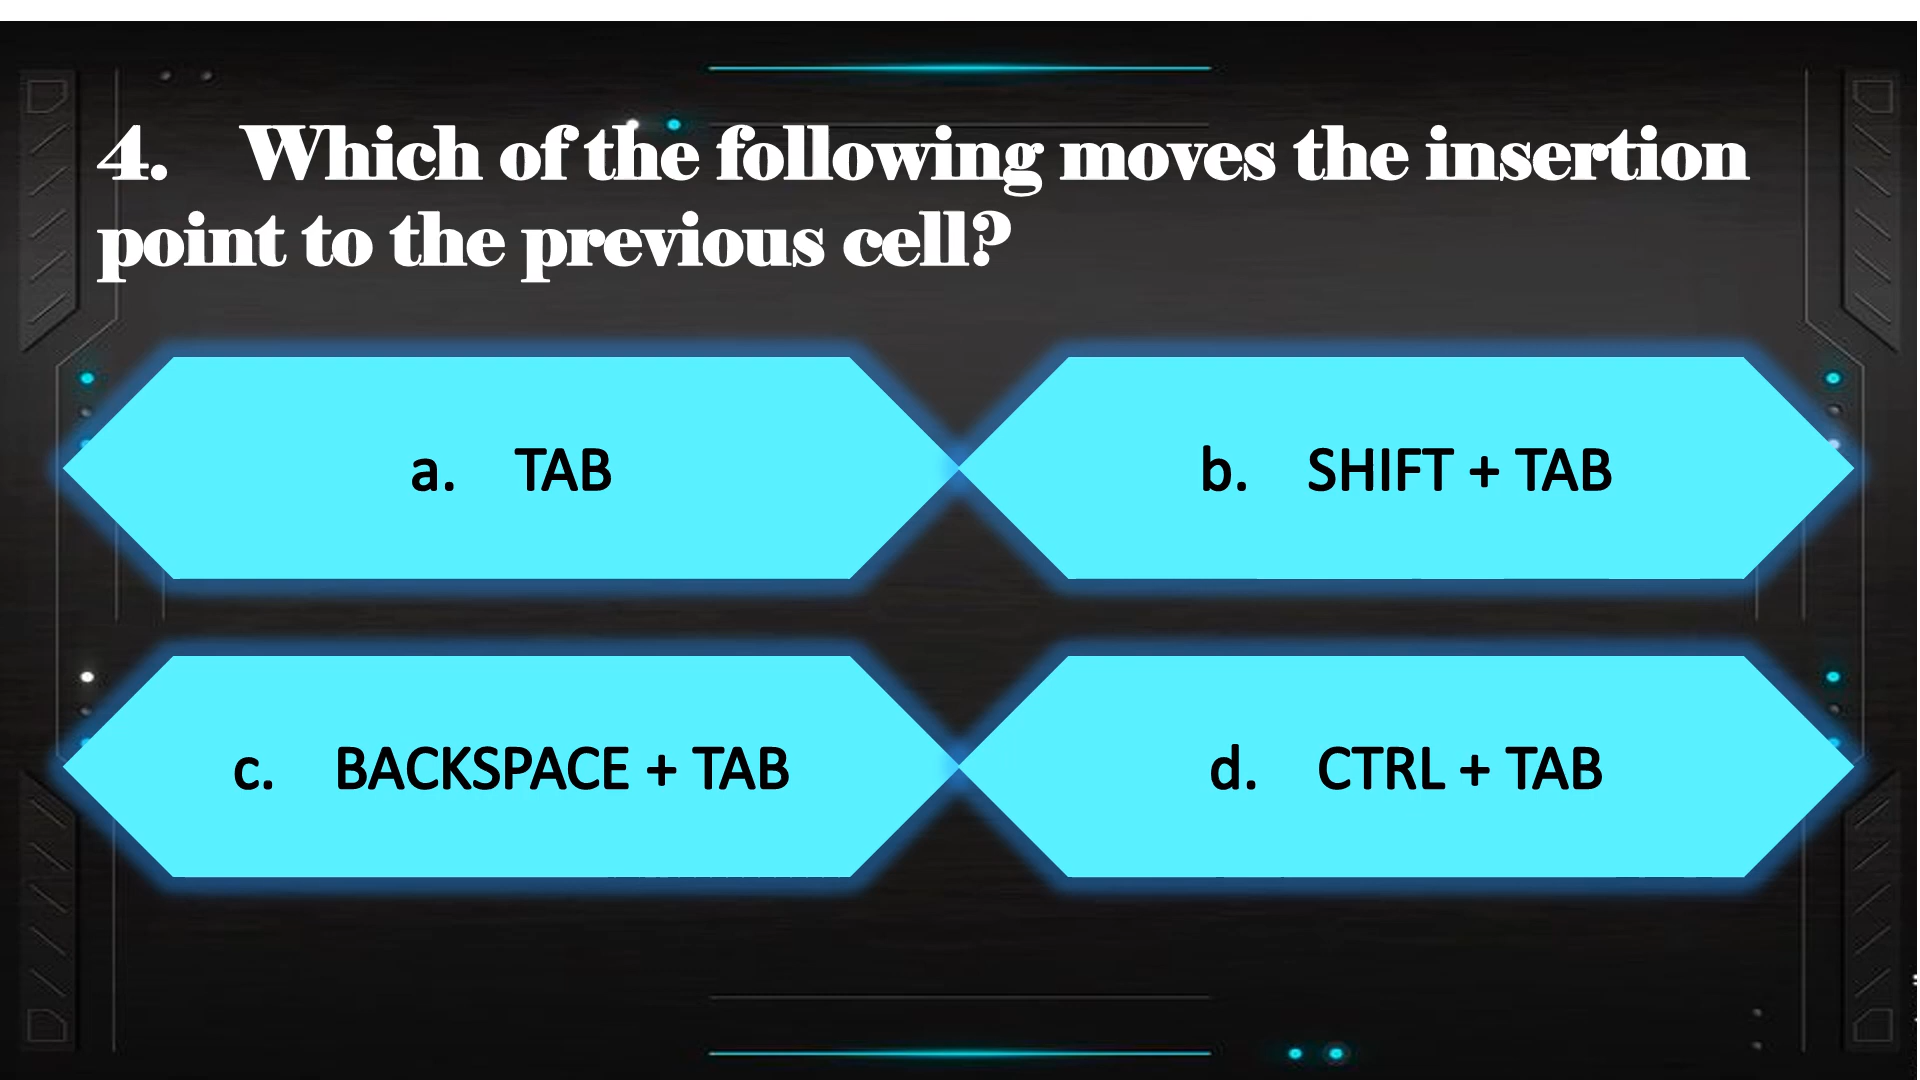 4. Which of the following moves the insertion
point to the previous cell?
a. TAB
b. SHIFT + TAB
c. BACKSPACE + TAB
d. CTRL + TAB